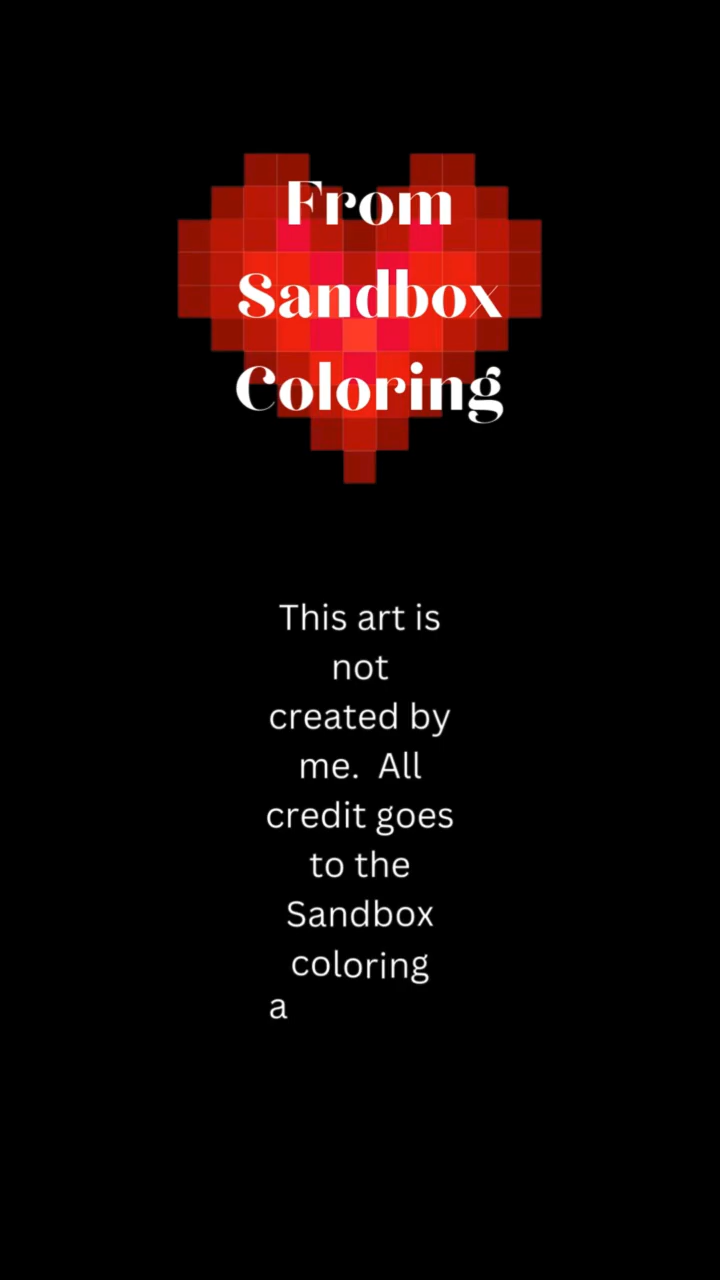 From
Sandbox
Coloring
This art is
not
created by
me.  All
credit goes
to the
Sandbox
coloring
a